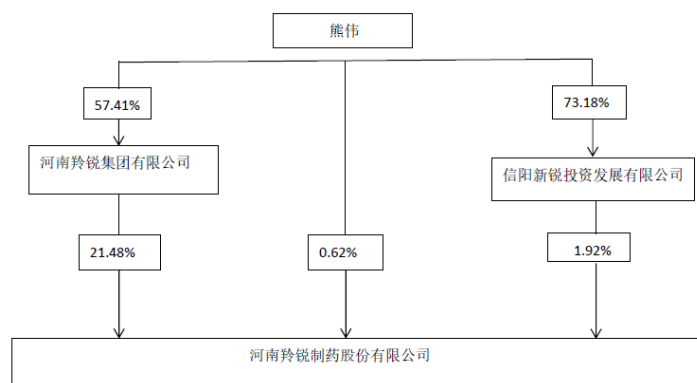 熊伟
57.41%
73.18%
河南羚锐集团有限公司
信阳新锐投资发展有限公司
21.48%
0.62%
1.92%
河南羚锐制药股份有限公司